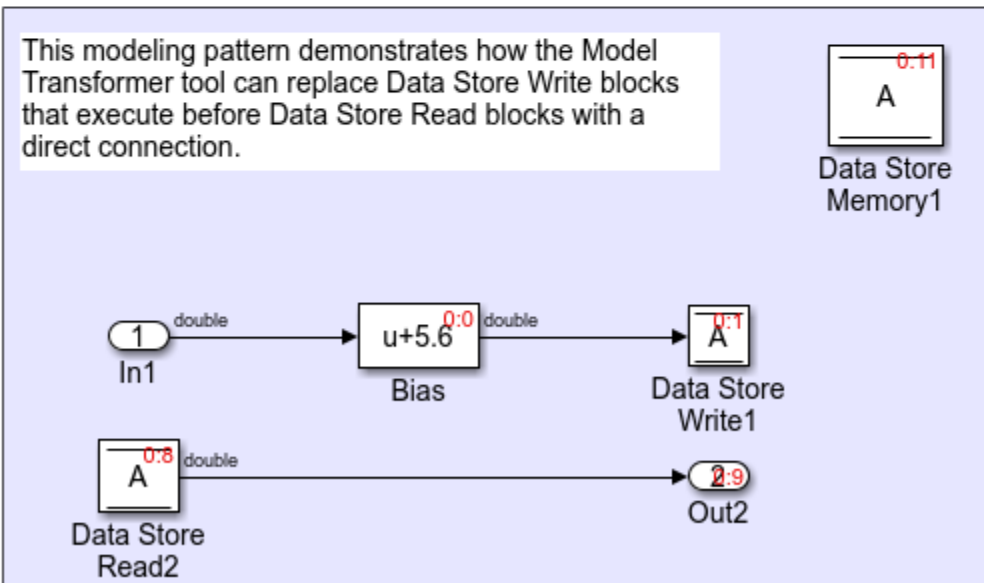 This modeling pattern demonstrates how the Model
Transformer tool can replace Data Store Write blocks
that execute before Data Store Read blocks with a
direct connection.
0:11
A
Data Store
Memory1
1
double
In1
u+5.6
0:0
double
Bias
0:1
A
Data Store
Write1
0:8
A
double
Data Store
Read2
2
0:9
Out2